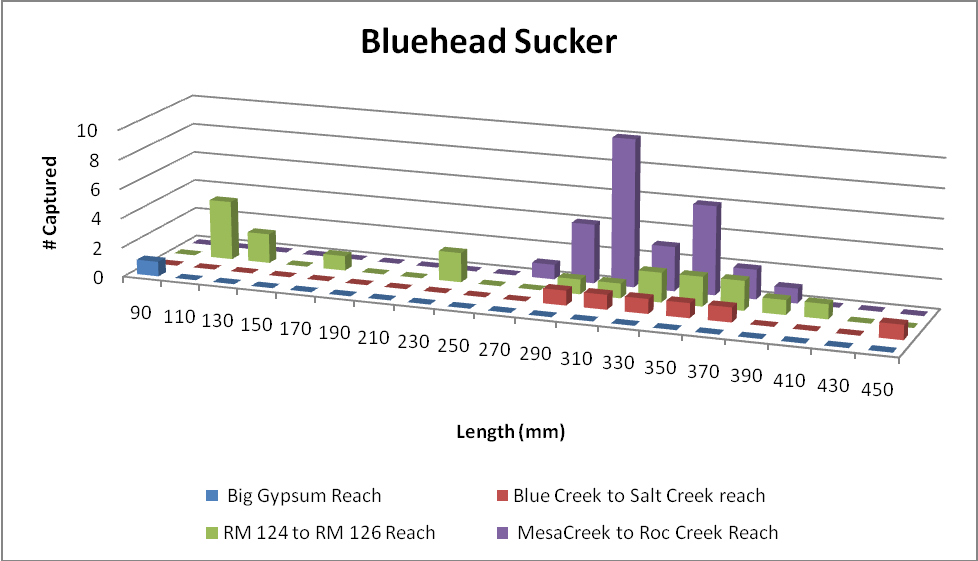 Bluehead Sucker
10
8
6
4
2
0
# Captured
90 110 130 150 170 190 210 230 250 270 290 310 330 350 370 390 410 430 450
Length (mm)
Big Gypsum Reach
Blue Creek to Salt Creek reach
RM 124 to RM 126 Reach
MesaCreek to Roc Creek Reach